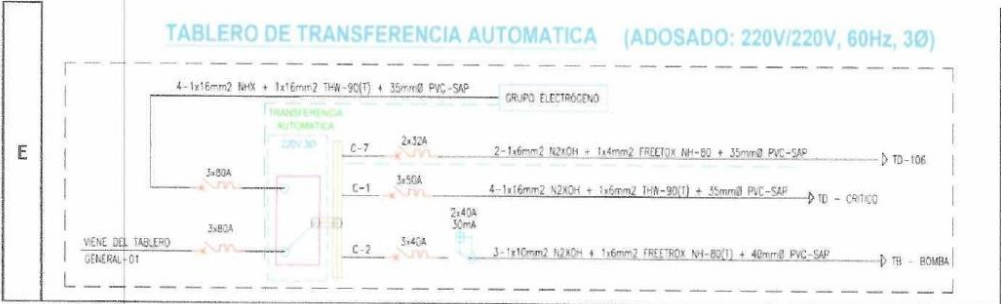 TABLERO DE TRANSFERENCIA AUTOMATICA (ADOSADO: 220V/220V, 60Hz, 3Ø)
4-1x16mm2 NHX + 1x16mm2 THW-90(T) + 35mmØ PVC-SAP
GRUPO ELECTRÓGENO
TRANSFERENCIA
AUTOMATICA
220V 3Ø
E
C-7
2x32A
2-1x6mm2 N2XOH + 1x4mm2 FREETOX NH-80 + 35mmØ PVC-SAP
TD-106
3x80A
C-1
3x50A
4-1x16mm2 N2XOH + 1x6mm2 THW-90(T) + 35mmØ PVC-SAP
TD - CRITICO
3x80A
VIENE DEL TABLERO
GENERAL-01
C-2
3x40A
2x40A
30mA
3-1x10mm2 N2XOH + 1x6mm2 FREETROX NH-80(T) + 40mmØ PVC-SAP
TB - BOMBA